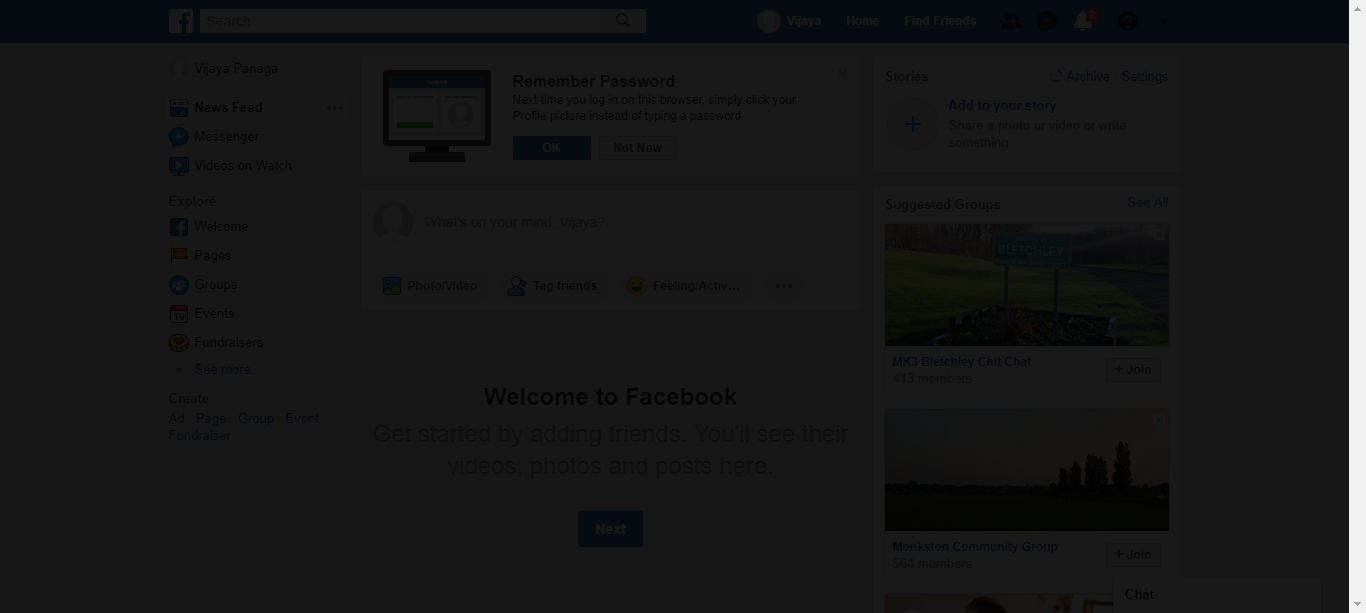 Search
Vijaya
Home
Find Friends
2
Vijaya Panaga
News Feed
Messenger
Videos on Watch
Explore
Welcome
Pages
Groups
Events
Fundraisers
See more...
Create
Ad Page Group Event
Fundraiser
Remember Password
Next time you log in on this browser, simply click your
Profile picture instead of typing a password.
OK
Not Now
What's on your mind, Vijaya?
Photo/Video
Tag friends
Feeling/Activ...
Welcome to Facebook
Get started by adding friends. You'll see their
videos, photos and posts here.
Next
Stories
Archive · Settings
Add to your story
Share a photo or video or write
something
Suggested Groups
See All
BLETCHLEY
MK3 Bletchley Chit Chat
413 members
+ Join
Monkston Community Group
564 members
+ Join
Chat